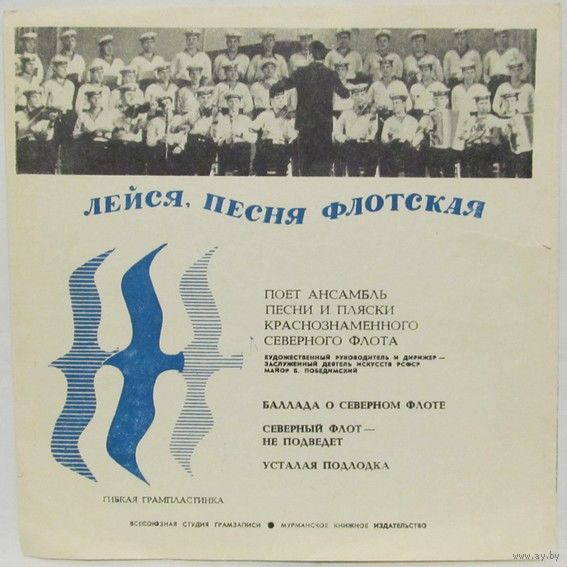 ЛЕЙСЯ, ПЕСНЯ ФЛОТСКАЯ
ПОЕТ АНСАМБЛЬ
ПЕСНИ И ПЛЯСКИ
КРАСНОЗНАМЕННОГО
СЕВЕРНОГО ФЛОТА
ХУДОЖЕСТВЕННЫЙ РУКОВОДИТЕЛЬ И ДИРИЖЕР —
ЗАСЛУЖЕННЫЙ ДЕЯТЕЛЬ ИСКУССТВ РСФСР
МАЙОР Б. ПОБЕДИМСКИЙ
БАЛЛАДА О СЕВЕРНОМ ФЛОТЕ
СЕВЕРНЫЙ ФЛОТ —
НЕ ПОДВЕДЕТ
УСТАЛАЯ ПОДЛОДКА
ГИБКАЯ ГРАМПЛАСТИНКА
ВСЕСОЮЗНАЯ СТУДИЯ ГРАМЗАПИСИ ● МУРМАНСКОЕ КНИЖНОЕ ИЗДАТЕЛЬСТВО
www.ay.by